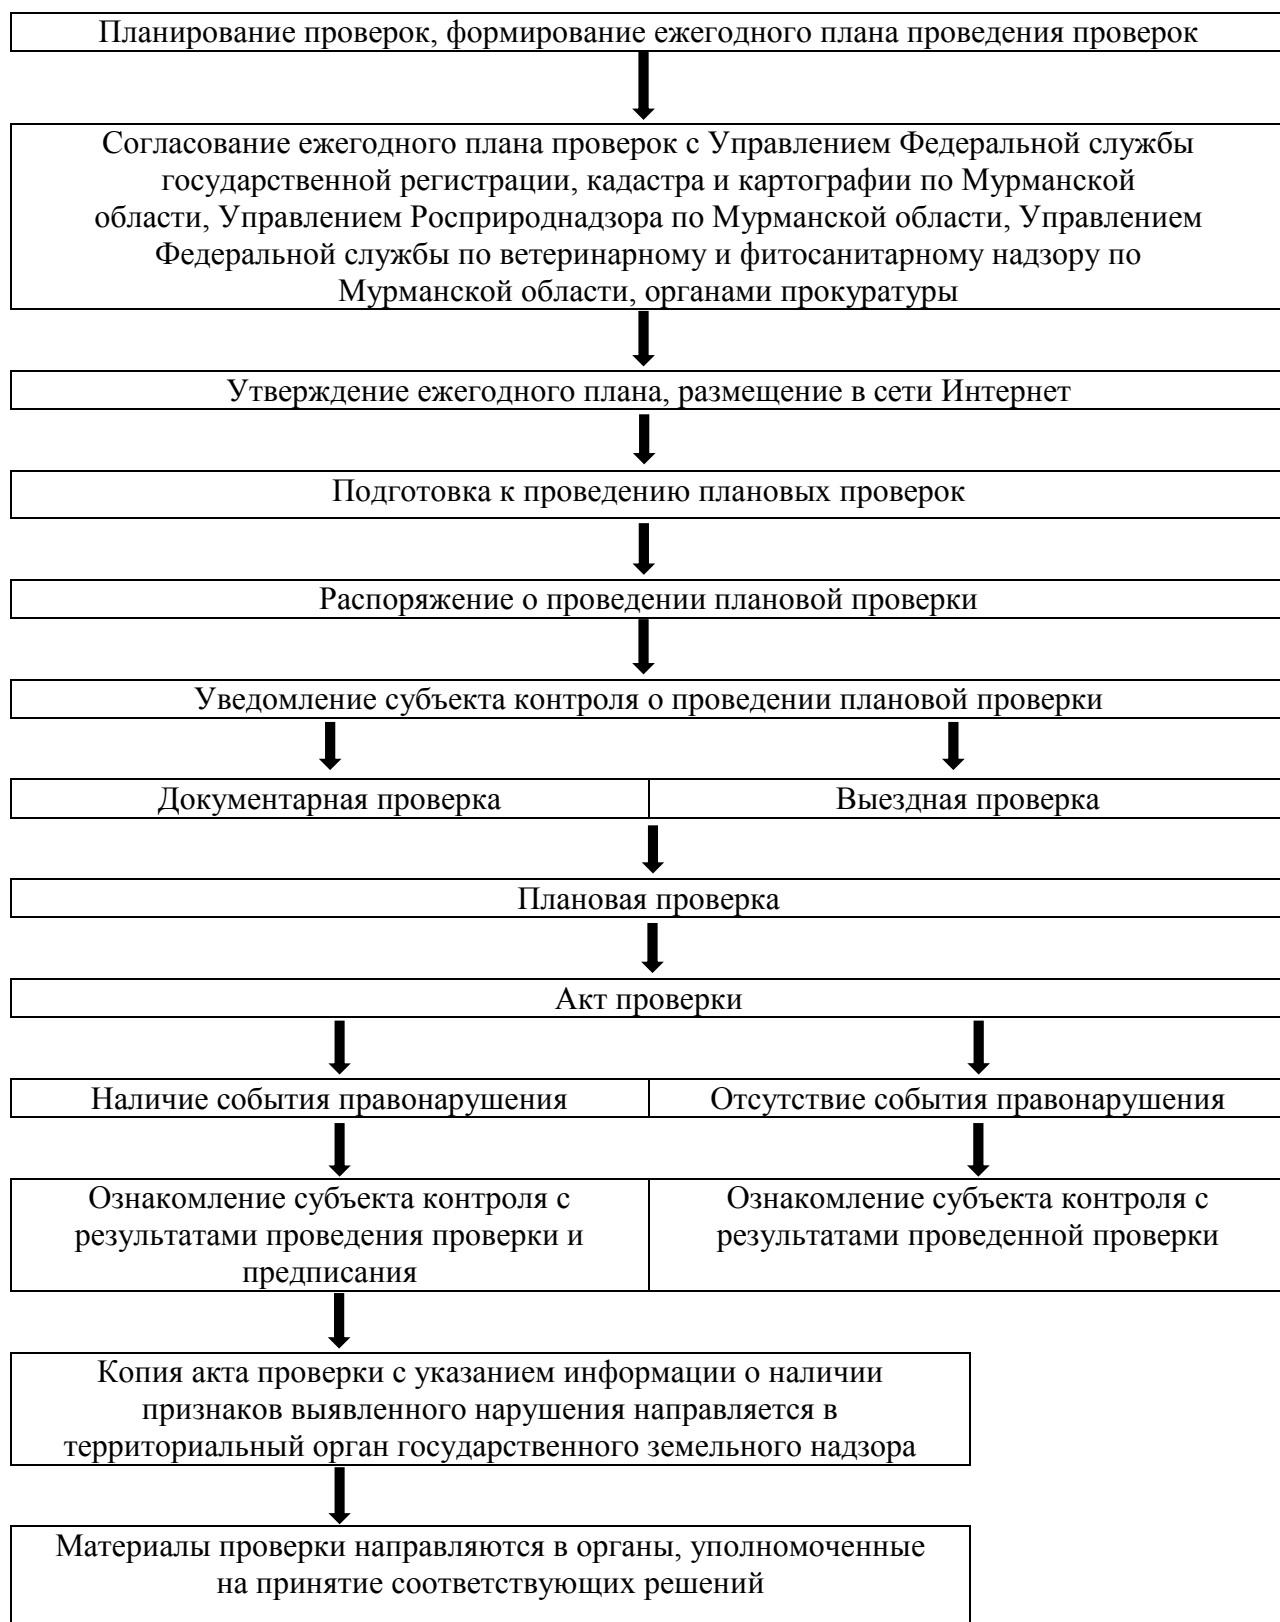 Планирование проверок, формирование ежегодного плана проведения проверок
Согласование ежегодного плана проверок с Управлением Федеральной службы
государственной регистрации, кадастра и картографии по Мурманской
области, Управлением Росприроднадзора по Мурманской области, Управлением
Федеральной службы по ветеринарному и фитосанитарному надзору по
Мурманской области, органами прокуратуры
Утверждение ежегодного плана, размещение в сети Интернет
Подготовка к проведению плановых проверок
Распоряжение о проведении плановой проверки
Уведомление субъекта контроля о проведении плановой проверки
Документарная проверка
Выездная проверка
Плановая проверка
Акт проверки
Наличие события правонарушения
Отсутствие события правонарушения
Ознакомление субъекта контроля с
результатами проведения проверки и
предписания
Ознакомление субъекта контроля с
результатами проведенной проверки
Копия акта проверки с указанием информации о наличии
признаков выявленного нарушения направляется в
территориальный орган государственного земельного надзора
Материалы проверки направляются в органы, уполномоченные
на принятие соответствующих решений